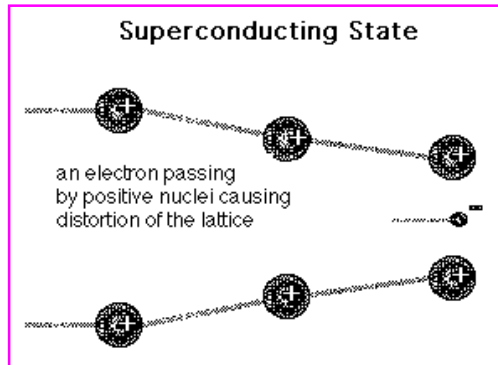 Superconducting State
+
+
+
an electron passing
by positive nuclei causing
distortion of the lattice
-
+
+
+